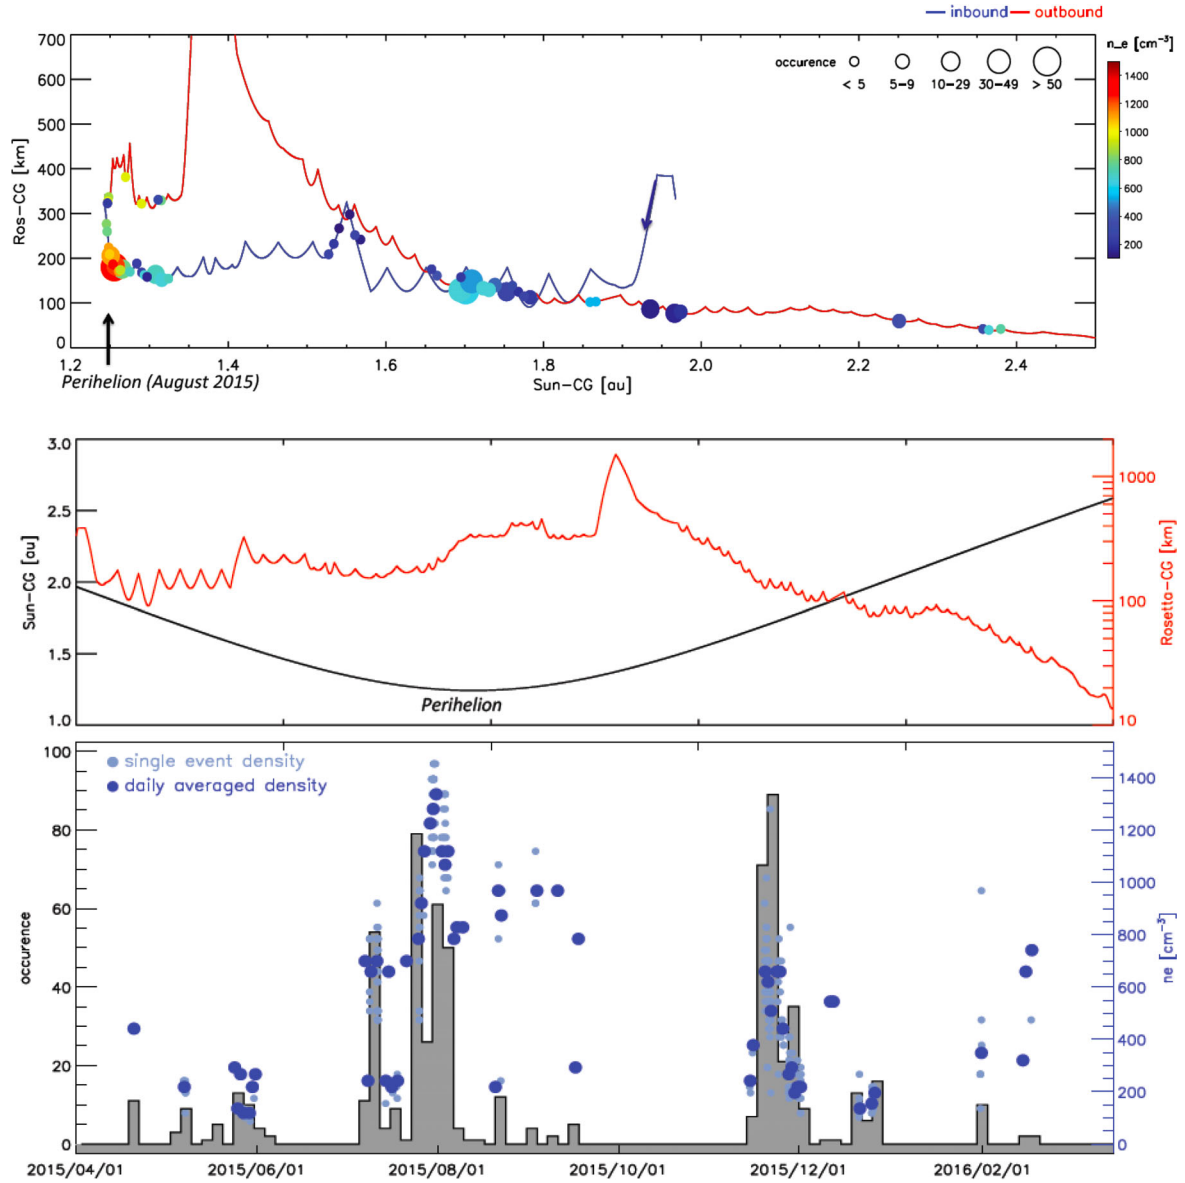 inbound outbound
700
600
500
400
300
200
100
0
Ros-CG [km]
occurence
< 5 5-9 10-29 30-49 > 50
n_e [cm⁻³]
1400
1200
1000
800
600
400
200
1.2 1.4 1.6 1.8 2.0 2.2 2.4
Perihelion (August 2015)
Sun-CG [au]
3.0
2.5
2.0
1.5
1.0
Sun-CG [au]
Perihelion
1000
100
10
Rosetta-CG [km]
single event density
daily averaged density
100
80
60
40
20
0
occurence
1400
1200
1000
800
600
400
200
0
ne [cm⁻³]
2015/04/01 2015/06/01 2015/08/01 2015/10/01 2015/12/01 2016/02/01